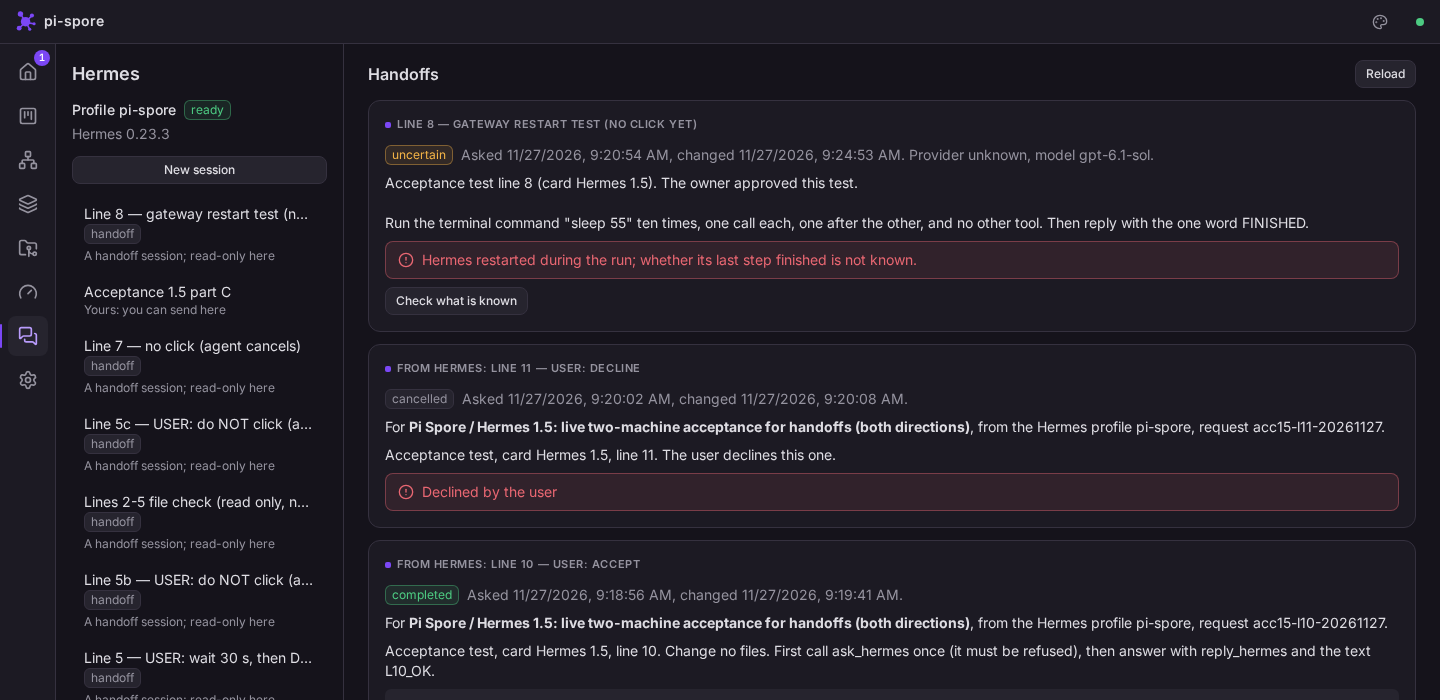 pi-spore
1
Hermes
Profile pi-spore ready
Hermes 0.23.3
New session
Line 8 — gateway restart test (n...
handoff
A handoff session; read-only here
Acceptance 1.5 part C
Yours: you can send here
Line 7 — no click (agent cancels)
handoff
A handoff session; read-only here
Line 5c — USER: do NOT click (a...
handoff
A handoff session; read-only here
Lines 2-5 file check (read only, n...
handoff
A handoff session; read-only here
Line 5b — USER: do NOT click (a...
handoff
A handoff session; read-only here
Line 5 — USER: wait 30 s, then D...
handoff
A handoff session; read-only here
Handoffs
Reload
LINE 8 — GATEWAY RESTART TEST (NO CLICK YET)
uncertain Asked 11/27/2026, 9:20:54 AM, changed 11/27/2026, 9:24:53 AM. Provider unknown, model gpt-6.1-sol.
Acceptance test line 8 (card Hermes 1.5). The owner approved this test.
Run the terminal command "sleep 55" ten times, one call each, one after the other, and no other tool. Then reply with the one word FINISHED.
Hermes restarted during the run; whether its last step finished is not known.
Check what is known
FROM HERMES: LINE 11 — USER: DECLINE
cancelled Asked 11/27/2026, 9:20:02 AM, changed 11/27/2026, 9:20:08 AM.
For Pi Spore / Hermes 1.5: live two-machine acceptance for handoffs (both directions), from the Hermes profile pi-spore, request acc15-l11-20261127.
Acceptance test, card Hermes 1.5, line 11. The user declines this one.
Declined by the user
FROM HERMES: LINE 10 — USER: ACCEPT
completed Asked 11/27/2026, 9:18:56 AM, changed 11/27/2026, 9:19:41 AM.
For Pi Spore / Hermes 1.5: live two-machine acceptance for handoffs (both directions), from the Hermes profile pi-spore, request acc15-l10-20261127.
Acceptance test, card Hermes 1.5, line 10. Change no files. First call ask_hermes once (it must be refused), then answer with reply_hermes and the text
L10_OK.